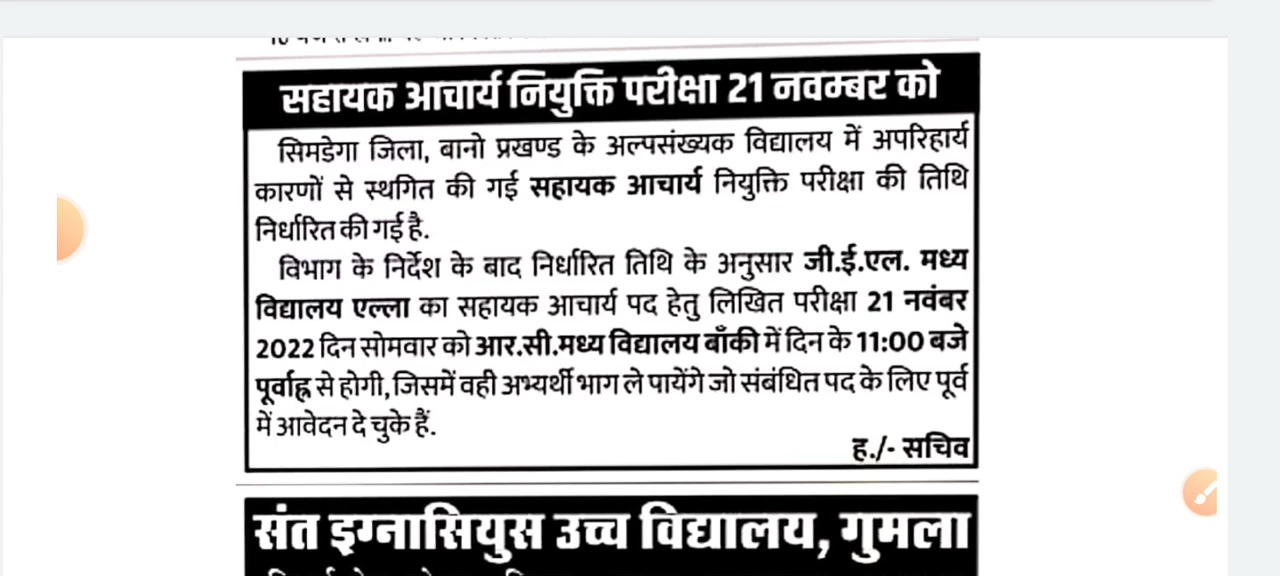 सहायक आचार्य नियुक्ति परीक्षा 21 नवम्बर को
सिमडेगा जिला, बानो प्रखण्ड के अल्पसंख्यक विद्यालय में अपरिहार्य
कारणों से स्थगित की गई सहायक आचार्य नियुक्ति परीक्षा की तिथि
निर्धारित की गई है.
विभाग के निर्देश के बाद निर्धारित तिथि के अनुसार जी.ई.एल. मध्य
विद्यालय एल्ला का सहायक आचार्य पद हेतु लिखित परीक्षा 21 नवंबर
2022 दिन सोमवार को आर.सी.मध्य विद्यालय बाँकी में दिन के 11:00 बजे
पूर्वाह्न से होगी, जिसमें वही अभ्यर्थी भाग ले पायेंगे जो संबंधित पद के लिए पूर्व
में आवेदन दे चुके हैं.
ह./- सचिव
संत इग्नासियुस उच्च विद्यालय, गुमला